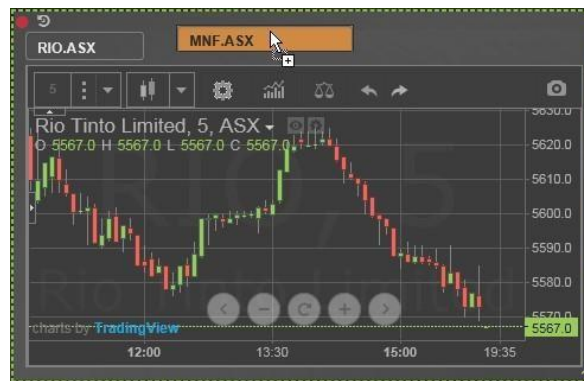 RIO.ASX
MNF.ASX
5
Rio Tinto Limited, 5, ASX
O 5567.0 H 5567.0 L 5567.0 C 5567.0
5630.0
5620.0
5610.0
5600.0
5590.0
5580.0
5570.0
5567.0
RIO, 5
charts by TradingView
12:00 13:30 15:00 19:35